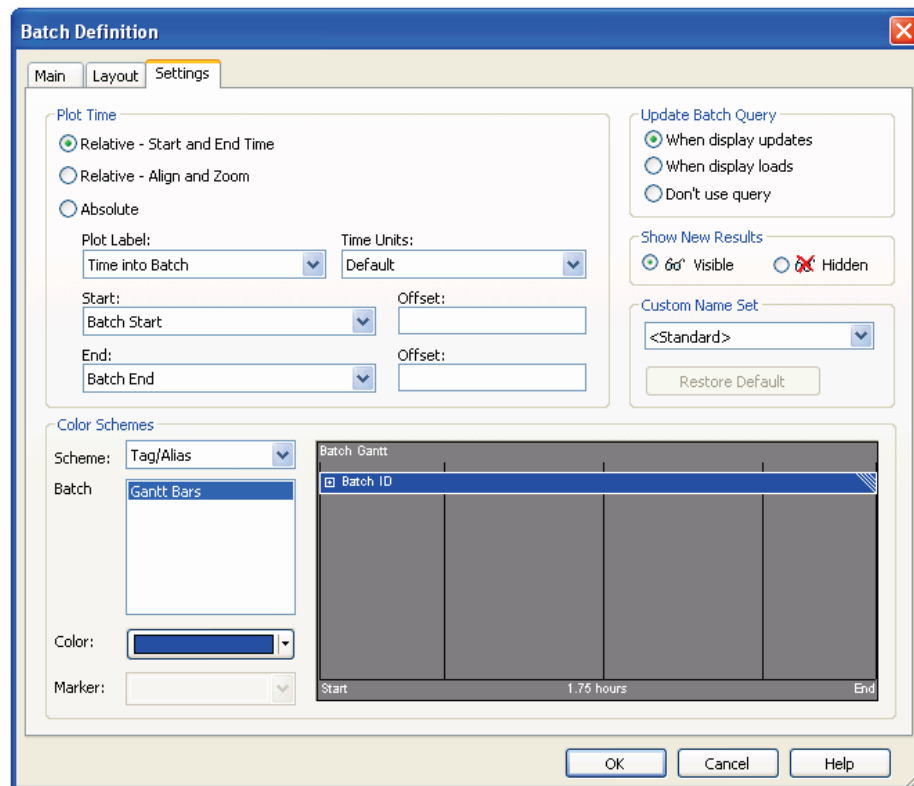 Batch Definition
Main Layout Settings
Plot Time
Relative - Start and End Time
Relative - Align and Zoom
Absolute
Plot Label: Time Units:
Time into Batch Default
Start: Offset:
Batch Start
End: Offset:
Batch End
Update Batch Query
When display updates
When display loads
Don't use query
Show New Results
Visible Hidden
Custom Name Set
<Standard>
Restore Default
Color Schemes
Scheme: Tag/Alias
Batch Gantt Bars
Color:
Marker:
Batch Gantt
Batch ID
Start 1.75 hours End
OK Cancel Help